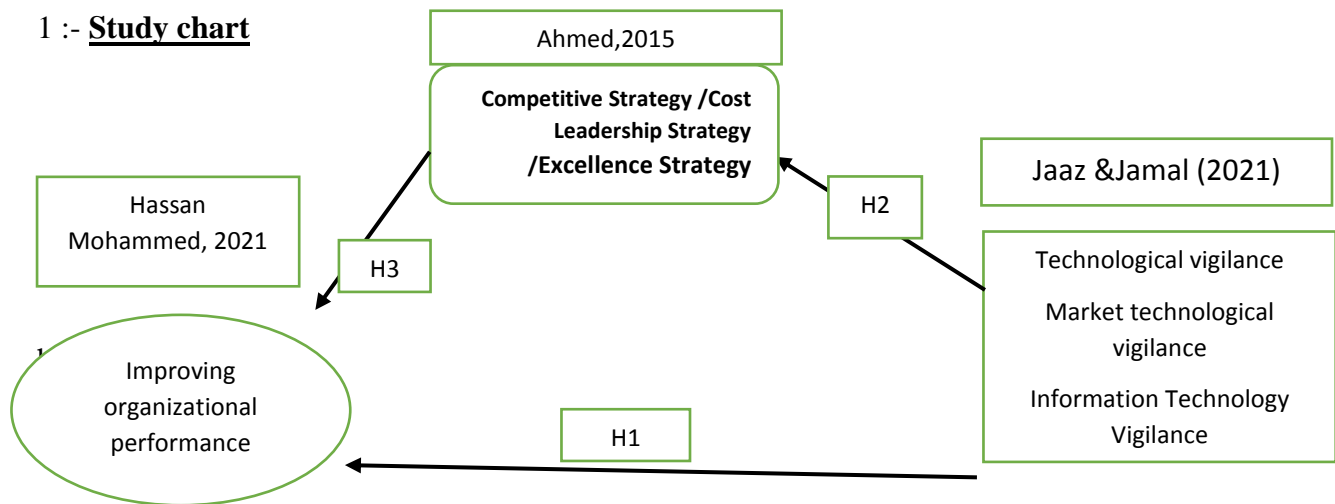 1 :- Study chart
Ahmed,2015
Competitive Strategy /Cost
Leadership Strategy
/Excellence Strategy
Jaaz &Jamal (2021)
Hassan
Mohammed, 2021
H2
H3
Technological vigilance
Market technological
vigilance
Information Technology
Vigilance
Improving
organizational
performance
H1